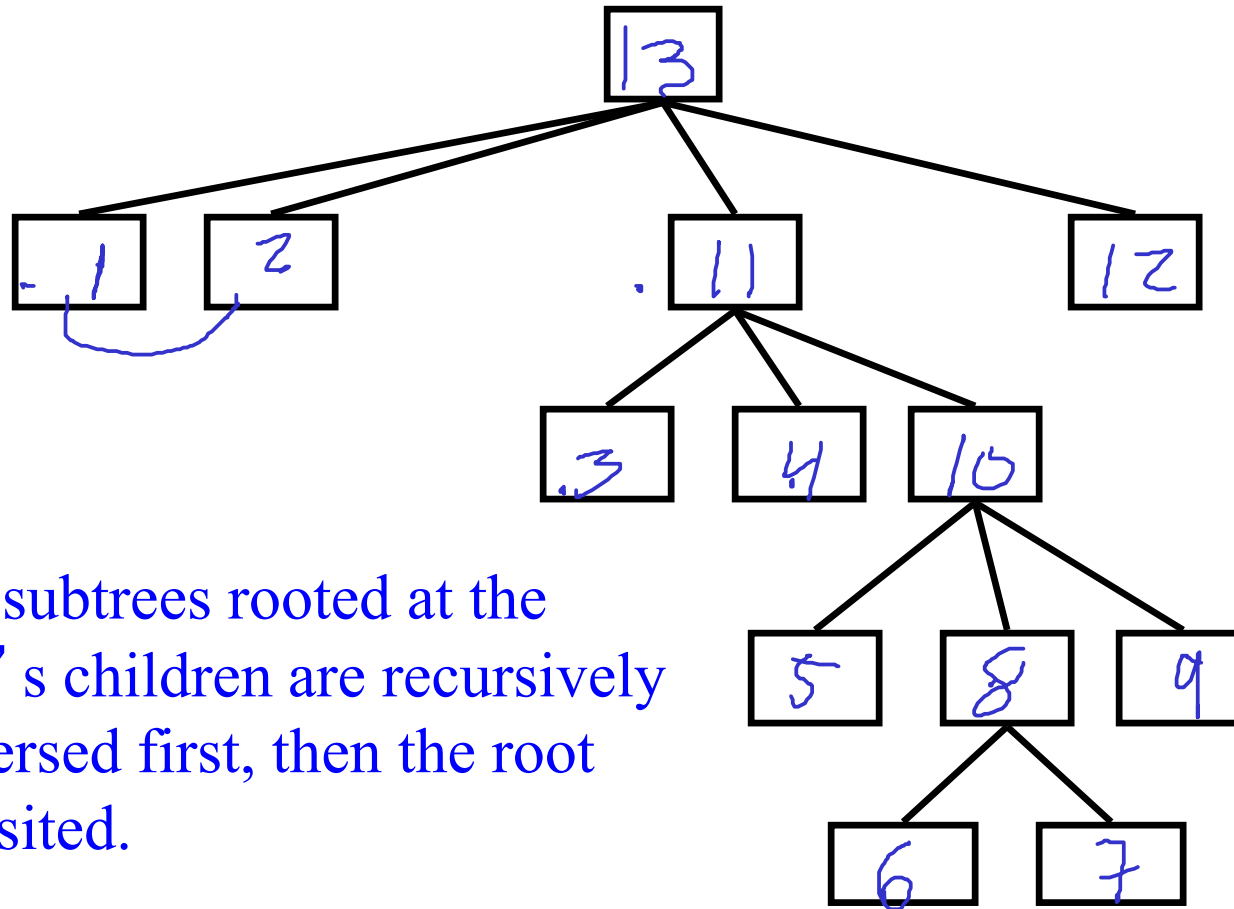 13
1 2 11 12
3 4 10
subtrees rooted at the
’s children are recursively
ersed first, then the root
sited.
5 8 9
6 7